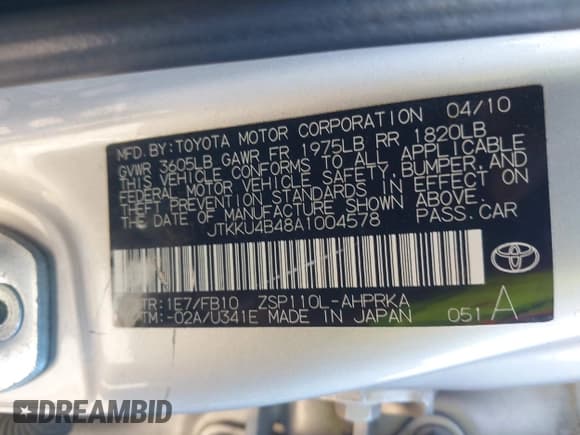 MFD. BY: TOYOTA MOTOR CORPORATION 04/10
GVWR 3605LB GAWR FR 1975LB RR 1820LB
THIS VEHICLE CONFORMS TO ALL APPLICABLE
FEDERAL MOTOR VEHICLE SAFETY, BUMPER, AND
THEFT PREVENTION STANDARDS IN EFFECT ON
THE DATE OF MANUFACTURE SHOWN ABOVE.
JTKKU4B48A1004578 PASS. CAR
TR: 1E7/FB10 ZSP110L-AHPRKA
TM: -02A/U341E MADE IN JAPAN 051 A
DREAMBID